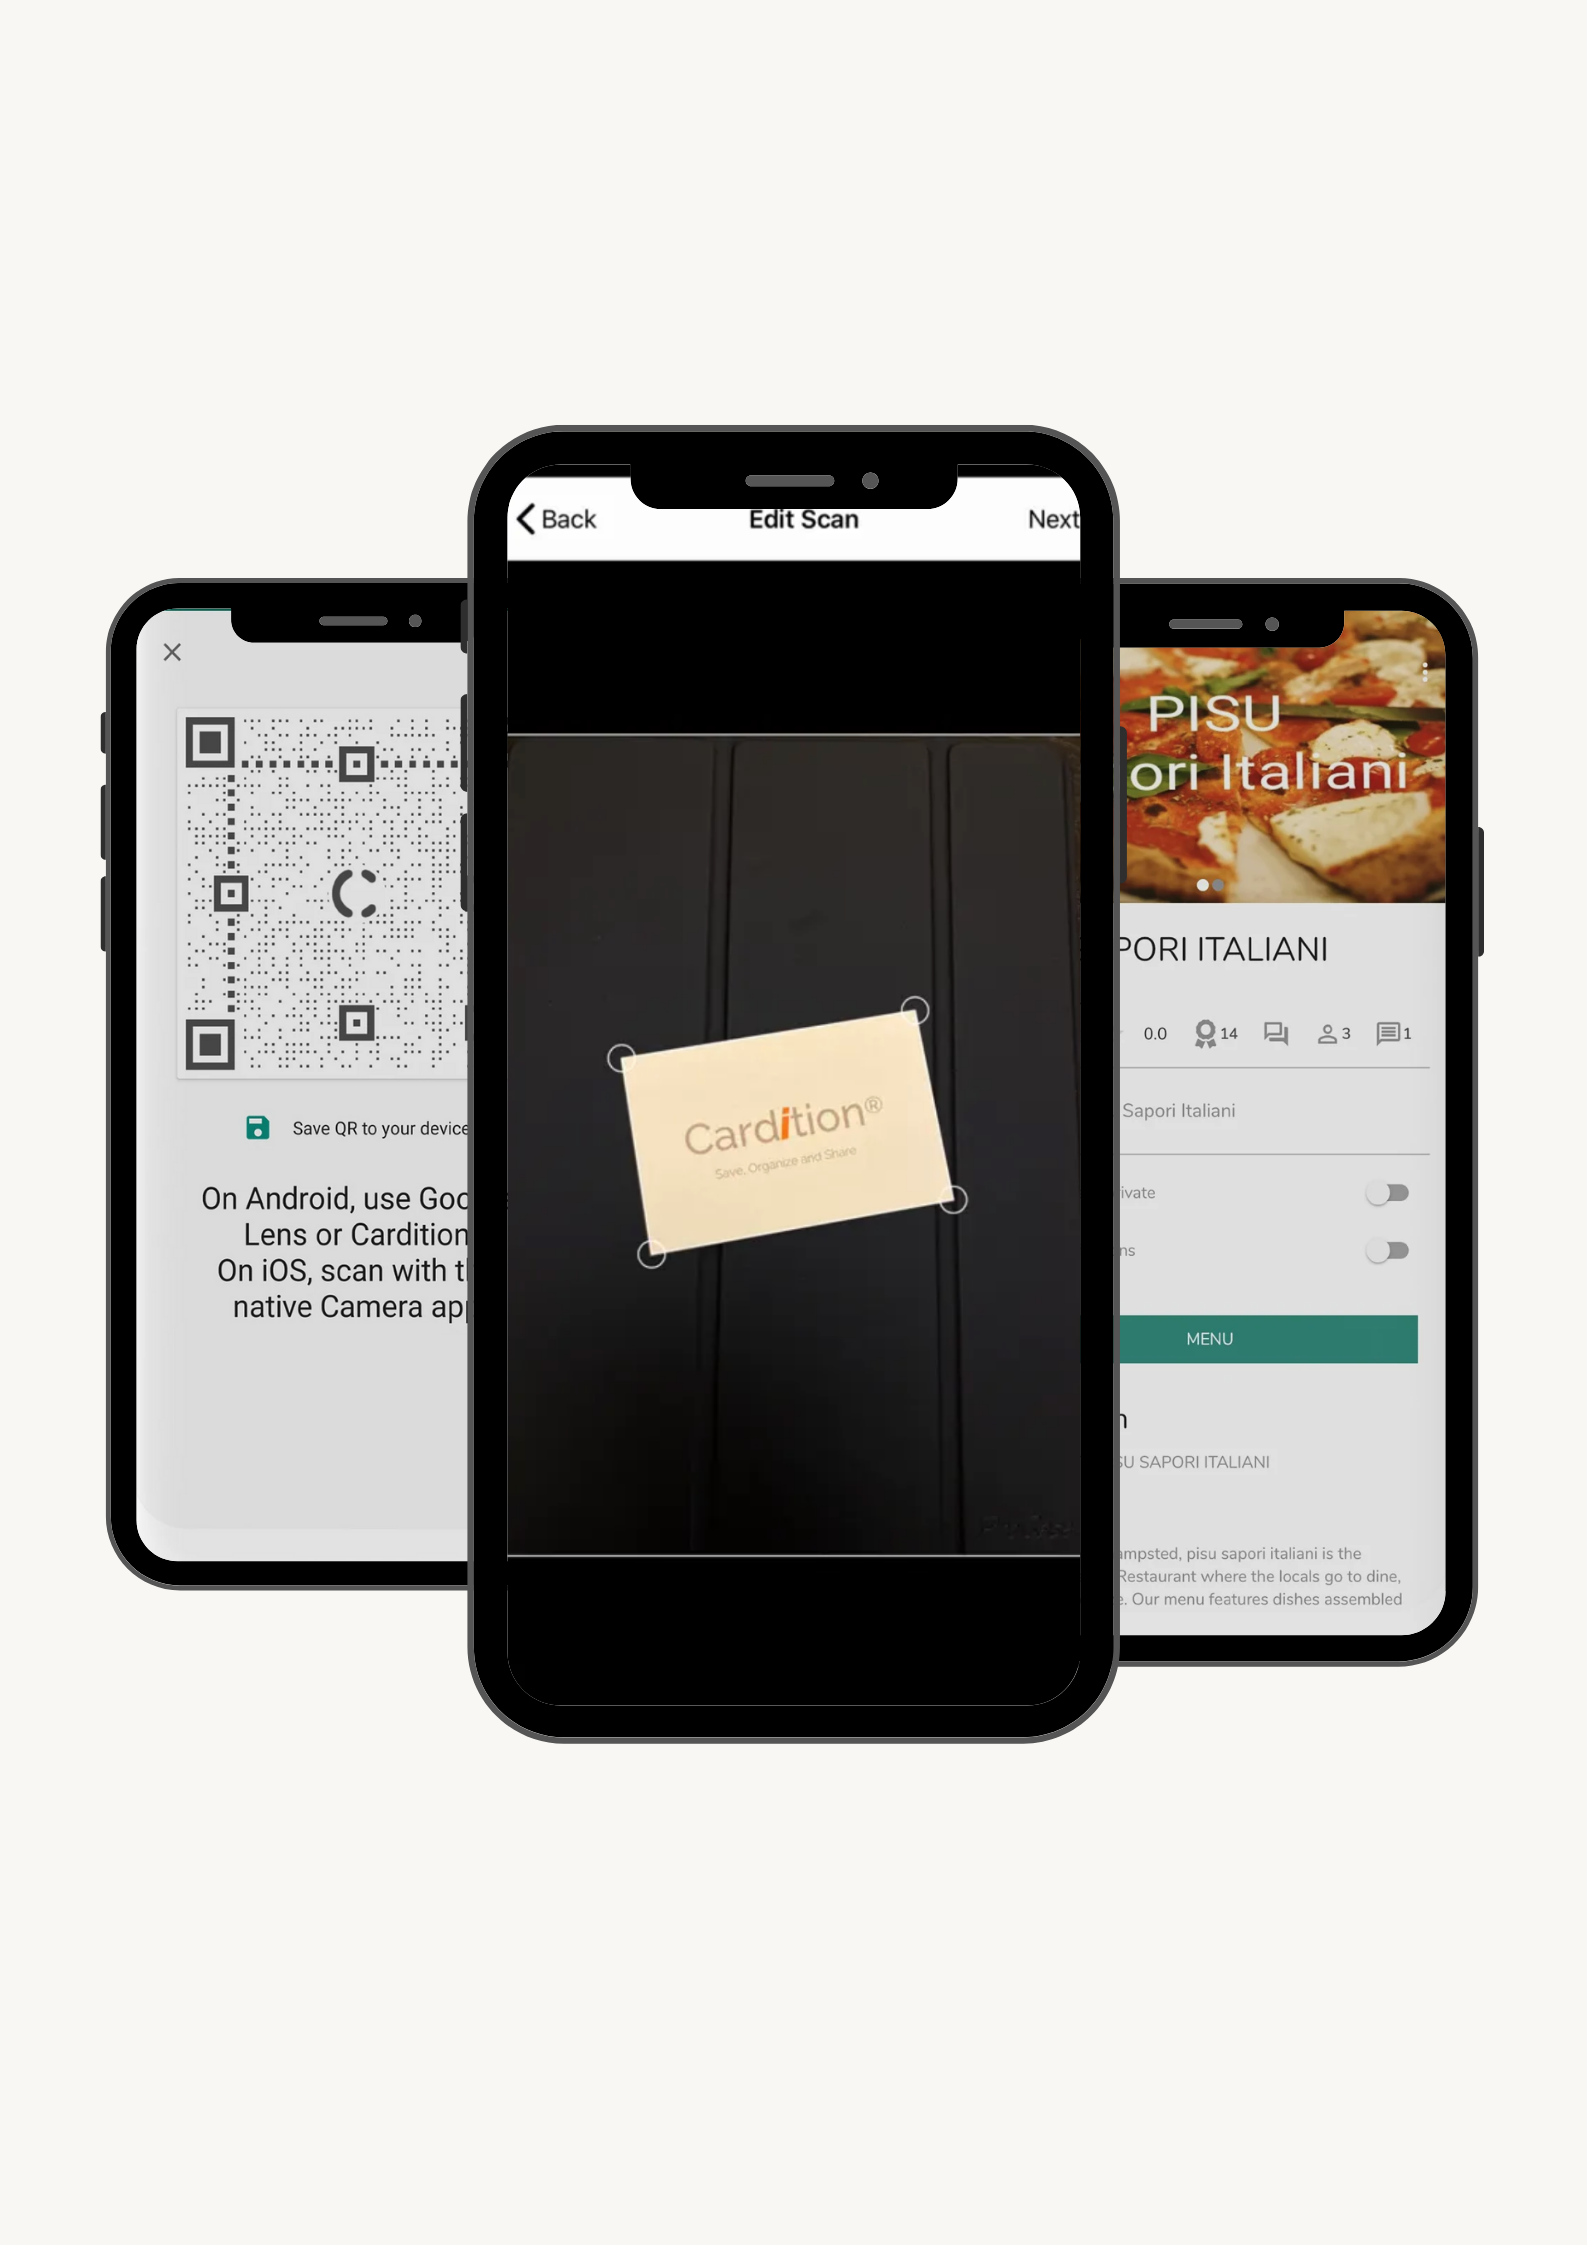 Back Edit Scan Next
Cardition®
Save, Organize and Share
Save QR to your device
On Android, use Goo
Lens or Cardition
On iOS, scan with t
native Camera ap
PISU
ori Italiani
PORI ITALIANI
0.0 14 3 1
Sapori Italiani
ivate
ns
MENU
n
SU SAPORI ITALIANI
ampsted, pisu sapori italiani is the
Restaurant where the locals go to dine,
e. Our menu features dishes assembled